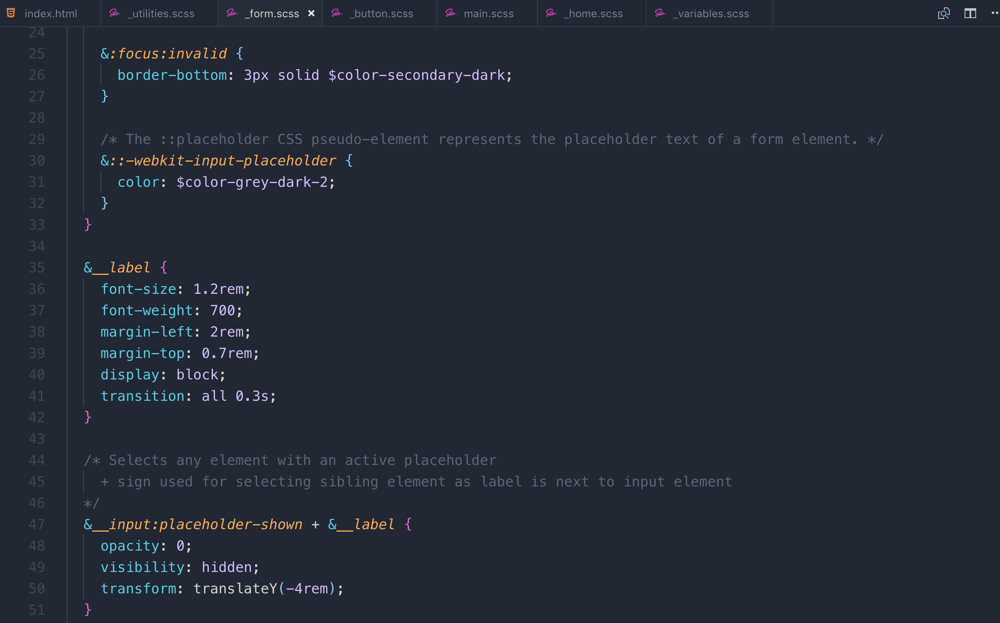 index.html _utilities.scss _form.scss _button.scss main.scss _home.scss _variables.scss
24
25 &:focus:invalid {
26 border-bottom: 3px solid $color-secondary-dark;
27 }
28
29 /* The ::placeholder CSS pseudo-element represents the placeholder text of a form element. */
30 &::-webkit-input-placeholder {
31 color: $color-grey-dark-2;
32 }
33 }
34
35 &__label {
36 font-size: 1.2rem;
37 font-weight: 700;
38 margin-left: 2rem;
39 margin-top: 0.7rem;
40 display: block;
41 transition: all 0.3s;
42 }
43
44 /* Selects any element with an active placeholder
45 + sign used for selecting sibling element as label is next to input element
46 */
47 &__input:placeholder-shown + &__label {
48 opacity: 0;
49 visibility: hidden;
50 transform: translateY(-4rem);
51 }